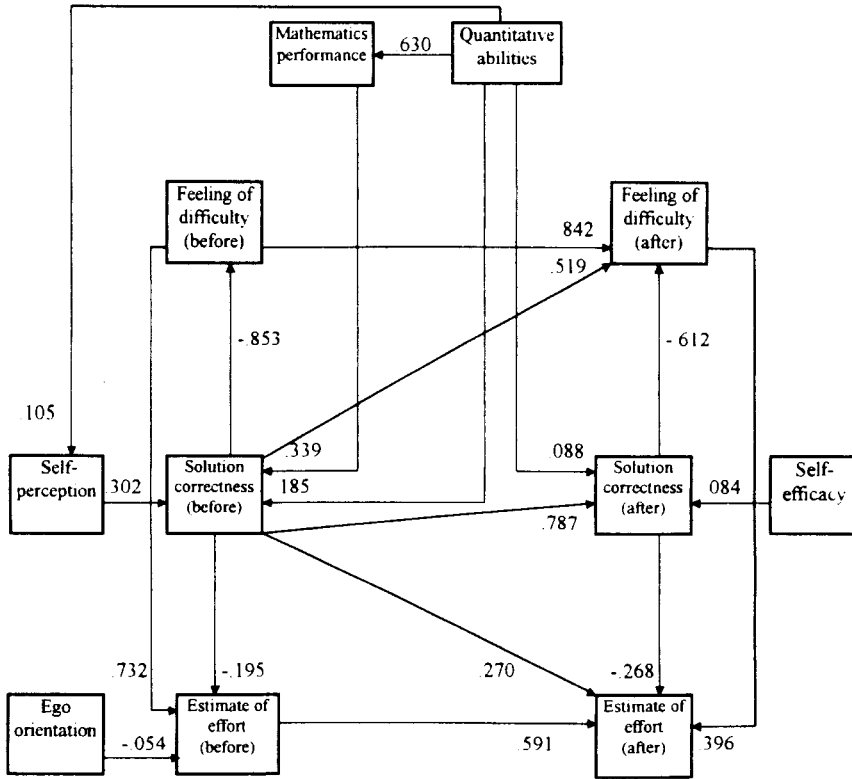 Mathematics
performance
.630
Quantitative
abilities
Feeling of
difficulty
(before)
Feeling of
difficulty
(after)
842
.519
-.853
-612
.105
.339
.088
Self-
perception
.302
Solution
correctness
(before)
185
Solution
correctness
(after)
084
Self-
efficacy
.787
.732
-.195
.270
-.268
Ego
orientation
-.054
Estimate of
effort
(before)
.591
Estimate of
effort
(after)
.396